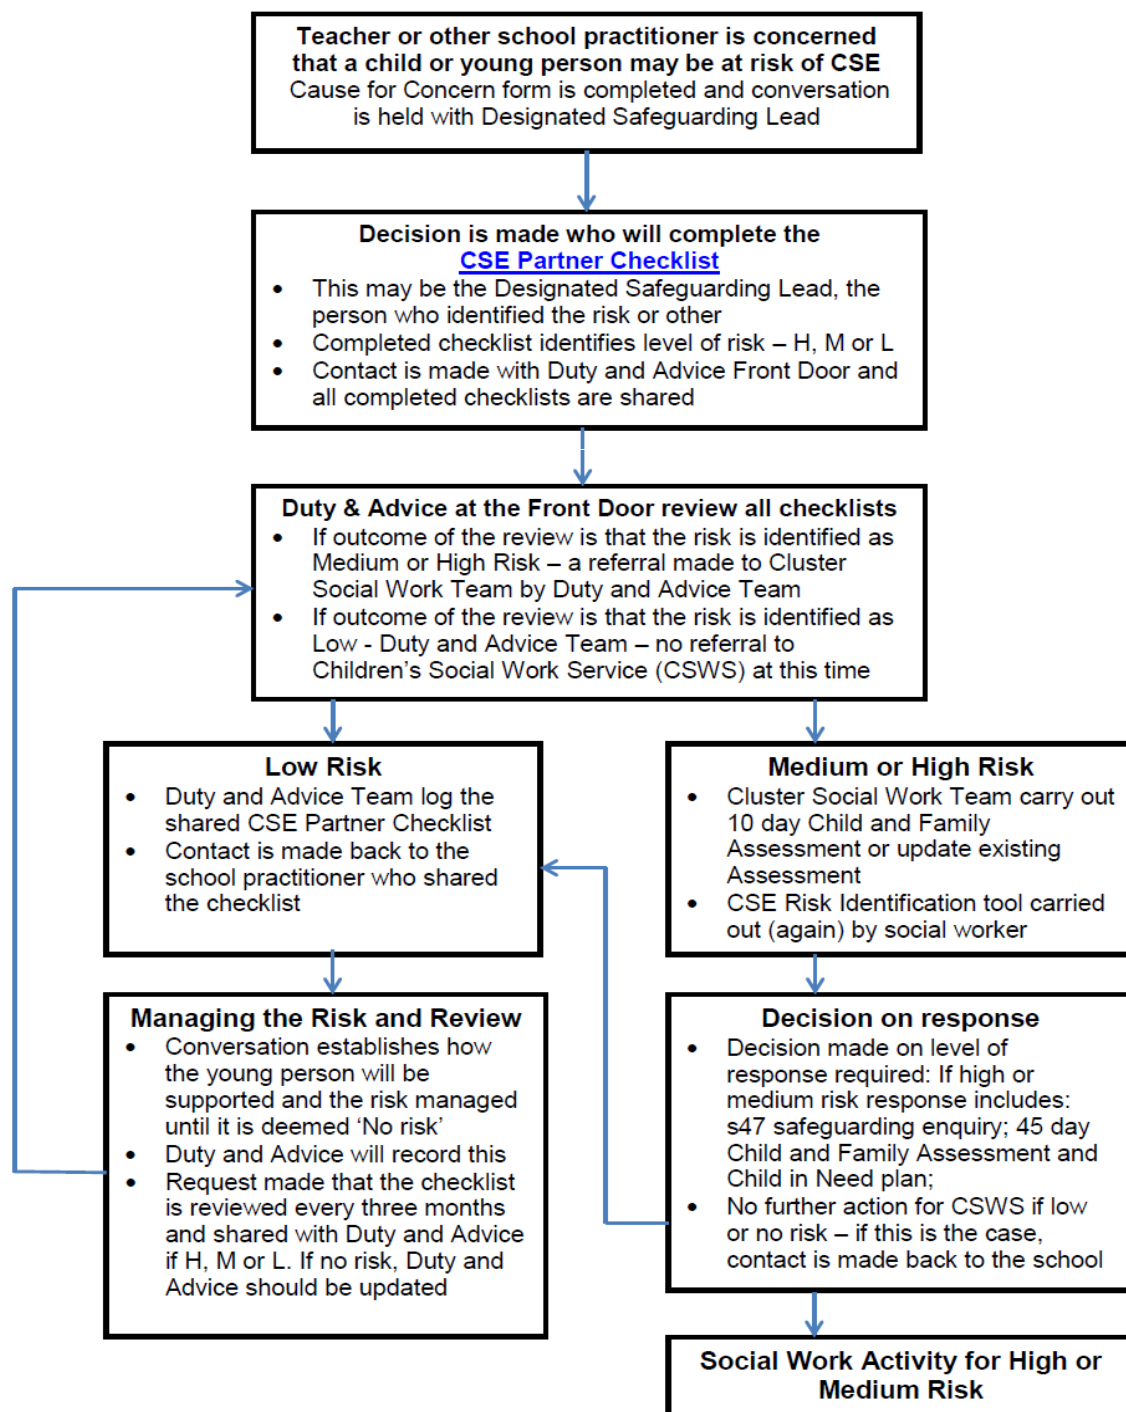 Teacher or other school practitioner is concerned
that a child or young person may be at risk of CSE
Cause for Concern form is completed and conversation
is held with Designated Safeguarding Lead
Decision is made who will complete the
CSE Partner Checklist
• This may be the Designated Safeguarding Lead, the
person who identified the risk or other
• Completed checklist identifies level of risk – H, M or L
• Contact is made with Duty and Advice Front Door and
all completed checklists are shared
Duty & Advice at the Front Door review all checklists
• If outcome of the review is that the risk is identified as
Medium or High Risk – a referral made to Cluster
Social Work Team by Duty and Advice Team
• If outcome of the review is that the risk is identified as
Low - Duty and Advice Team – no referral to
Children's Social Work Service (CSWS) at this time
Low Risk
• Duty and Advice Team log the
shared CSE Partner Checklist
• Contact is made back to the
school practitioner who shared
the checklist
Medium or High Risk
• Cluster Social Work Team carry out
10 day Child and Family
Assessment or update existing
Assessment
• CSE Risk Identification tool carried
out (again) by social worker
Managing the Risk and Review
• Conversation establishes how
the young person will be
supported and the risk managed
until it is deemed 'No risk'
• Duty and Advice will record this
• Request made that the checklist
is reviewed every three months
and shared with Duty and Advice
if H, M or L. If no risk, Duty and
Advice should be updated
Decision on response
• Decision made on level of
response required: If high or
medium risk response includes:
s47 safeguarding enquiry; 45 day
Child and Family Assessment and
Child in Need plan;
• No further action for CSWS if low
or no risk – if this is the case,
contact is made back to the school
Social Work Activity for High or
Medium Risk